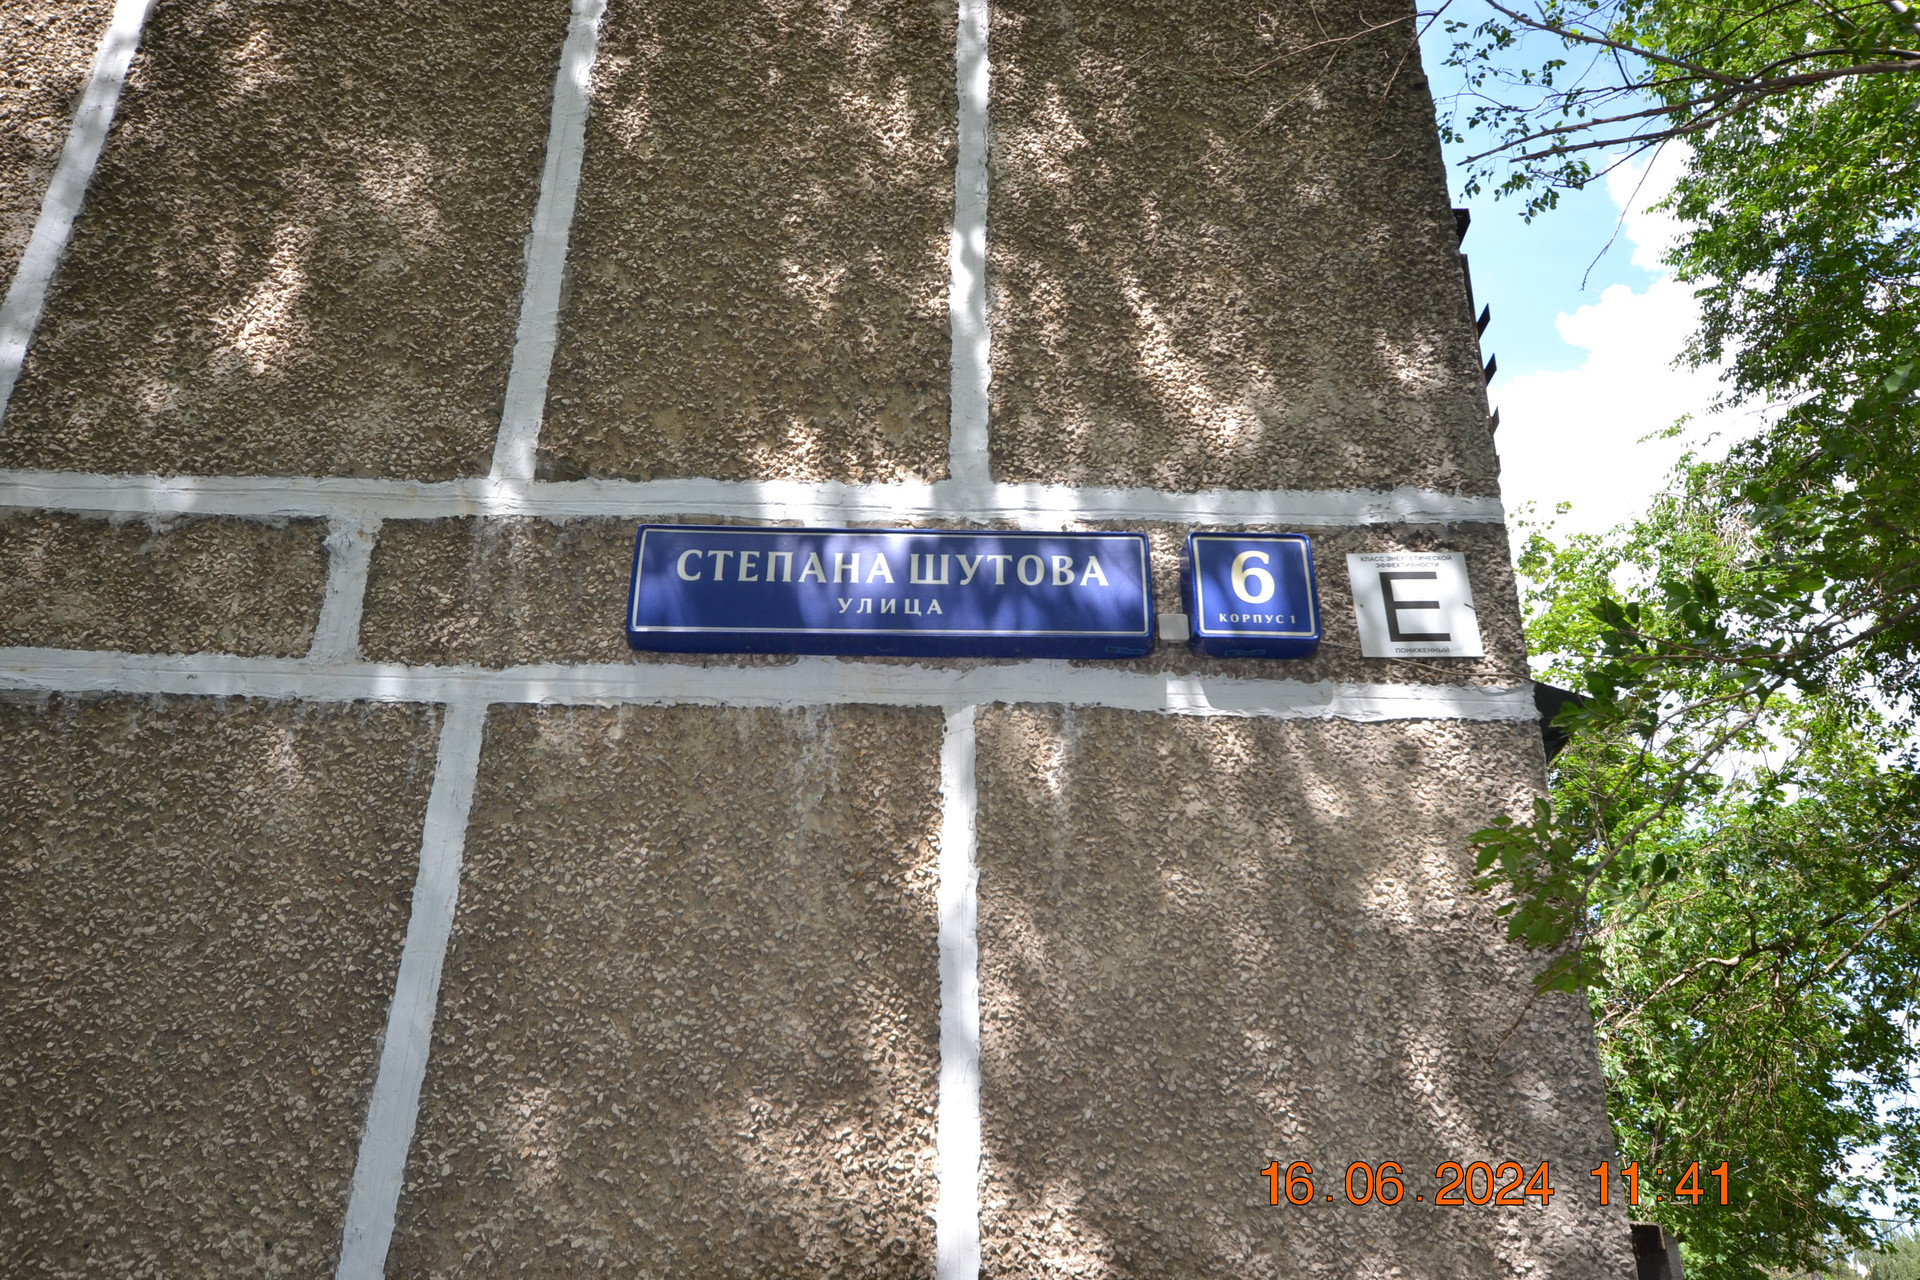 СТЕПАНА ШУТОВА
УЛИЦА
6
КОРПУС 1
КЛАСС ЭНЕРГЕТИЧЕСКОЙ
ЭФФЕКТИВНОСТИ
E
ПОНИЖЕННЫЙ
16.06.2024 11:41